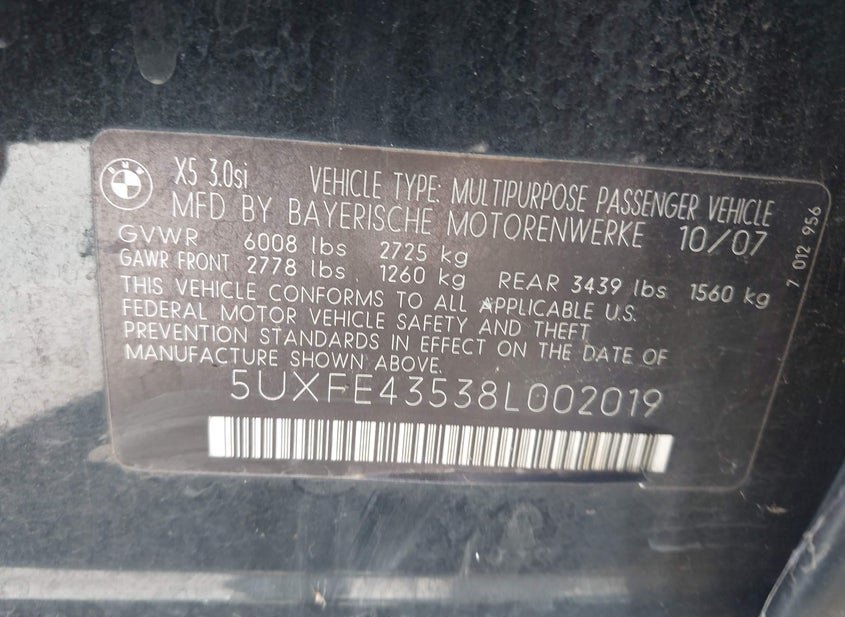 X5 3.0si VEHICLE TYPE: MULTIPURPOSE PASSENGER VEHICLE
MFD BY BAYERISCHE MOTORENWERKE 10/07
GVWR 6008 lbs 2725 kg
GAWR FRONT 2778 lbs 1260 kg REAR 3439 lbs 1560 kg
THIS VEHICLE CONFORMS TO ALL APPLICABLE U.S.
FEDERAL MOTOR VEHICLE SAFETY AND THEFT
PREVENTION STANDARDS IN EFFECT ON THE DATE OF
MANUFACTURE SHOWN ABOVE.
5UXFE43538L002019
7 012 956